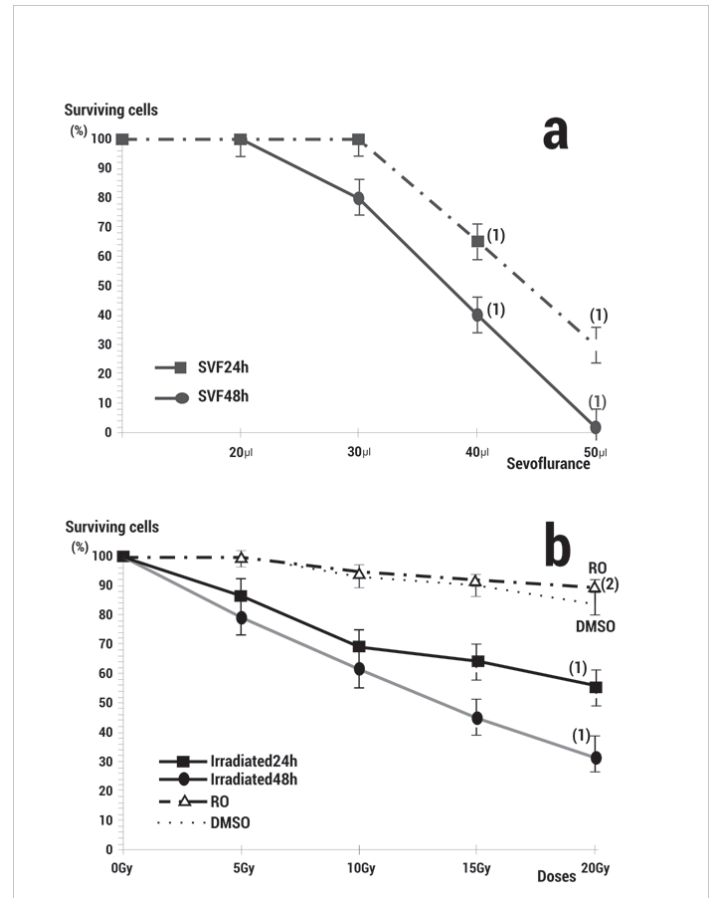 Surviving cells
a
(%) 100
90
80
70
(1)
60
50
(1)
(1)
40
30
SVF24h
20
SVF48h
(1)
10
0
20µl
30µl
40µl
50µl
Sevoflurance
Surviving cells
b
(%) 100
RO
90
(2)
80
DMSO
70
(1)
60
50
40
(1)
30
Irradiated24h
Irradiated48h
20
RO
10
DMSO
0
0Gy
5Gy
10Gy
15Gy
20Gy
Doses